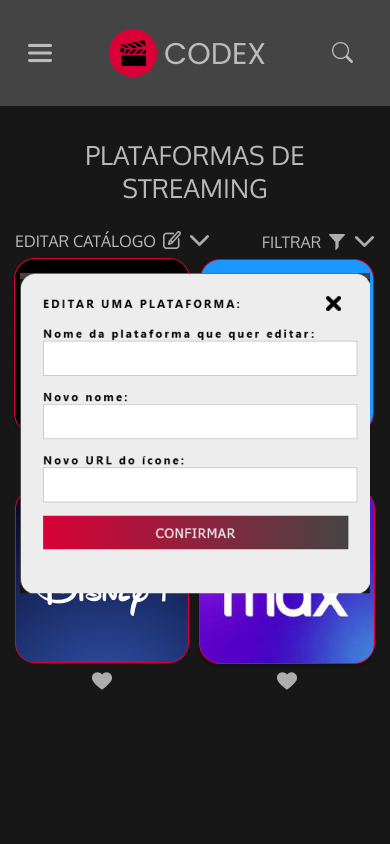 CODEX
PLATAFORMAS DE
STREAMING
EDITAR CATÁLOGO FILTRAR
EDITAR UMA PLATAFORMA:
Nome da plataforma que quer editar:
Novo nome:
Novo URL do ícone:
CONFIRMAR
DISNEY+ max